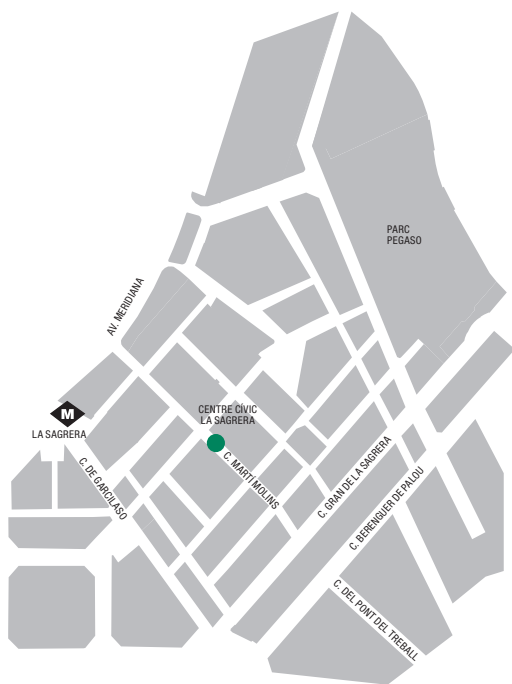 PARC
PEGASO
AV. MERIDIANA
M
LA SAGRERA
CENTRE CÍVIC
LA SAGRERA
C. DE GARCILASO
C. MARTÍ MOLINS
C. GRAN DE LA SAGRERA
C. BERENGUER DE PALOU
C. DEL PONT DEL TREBALL